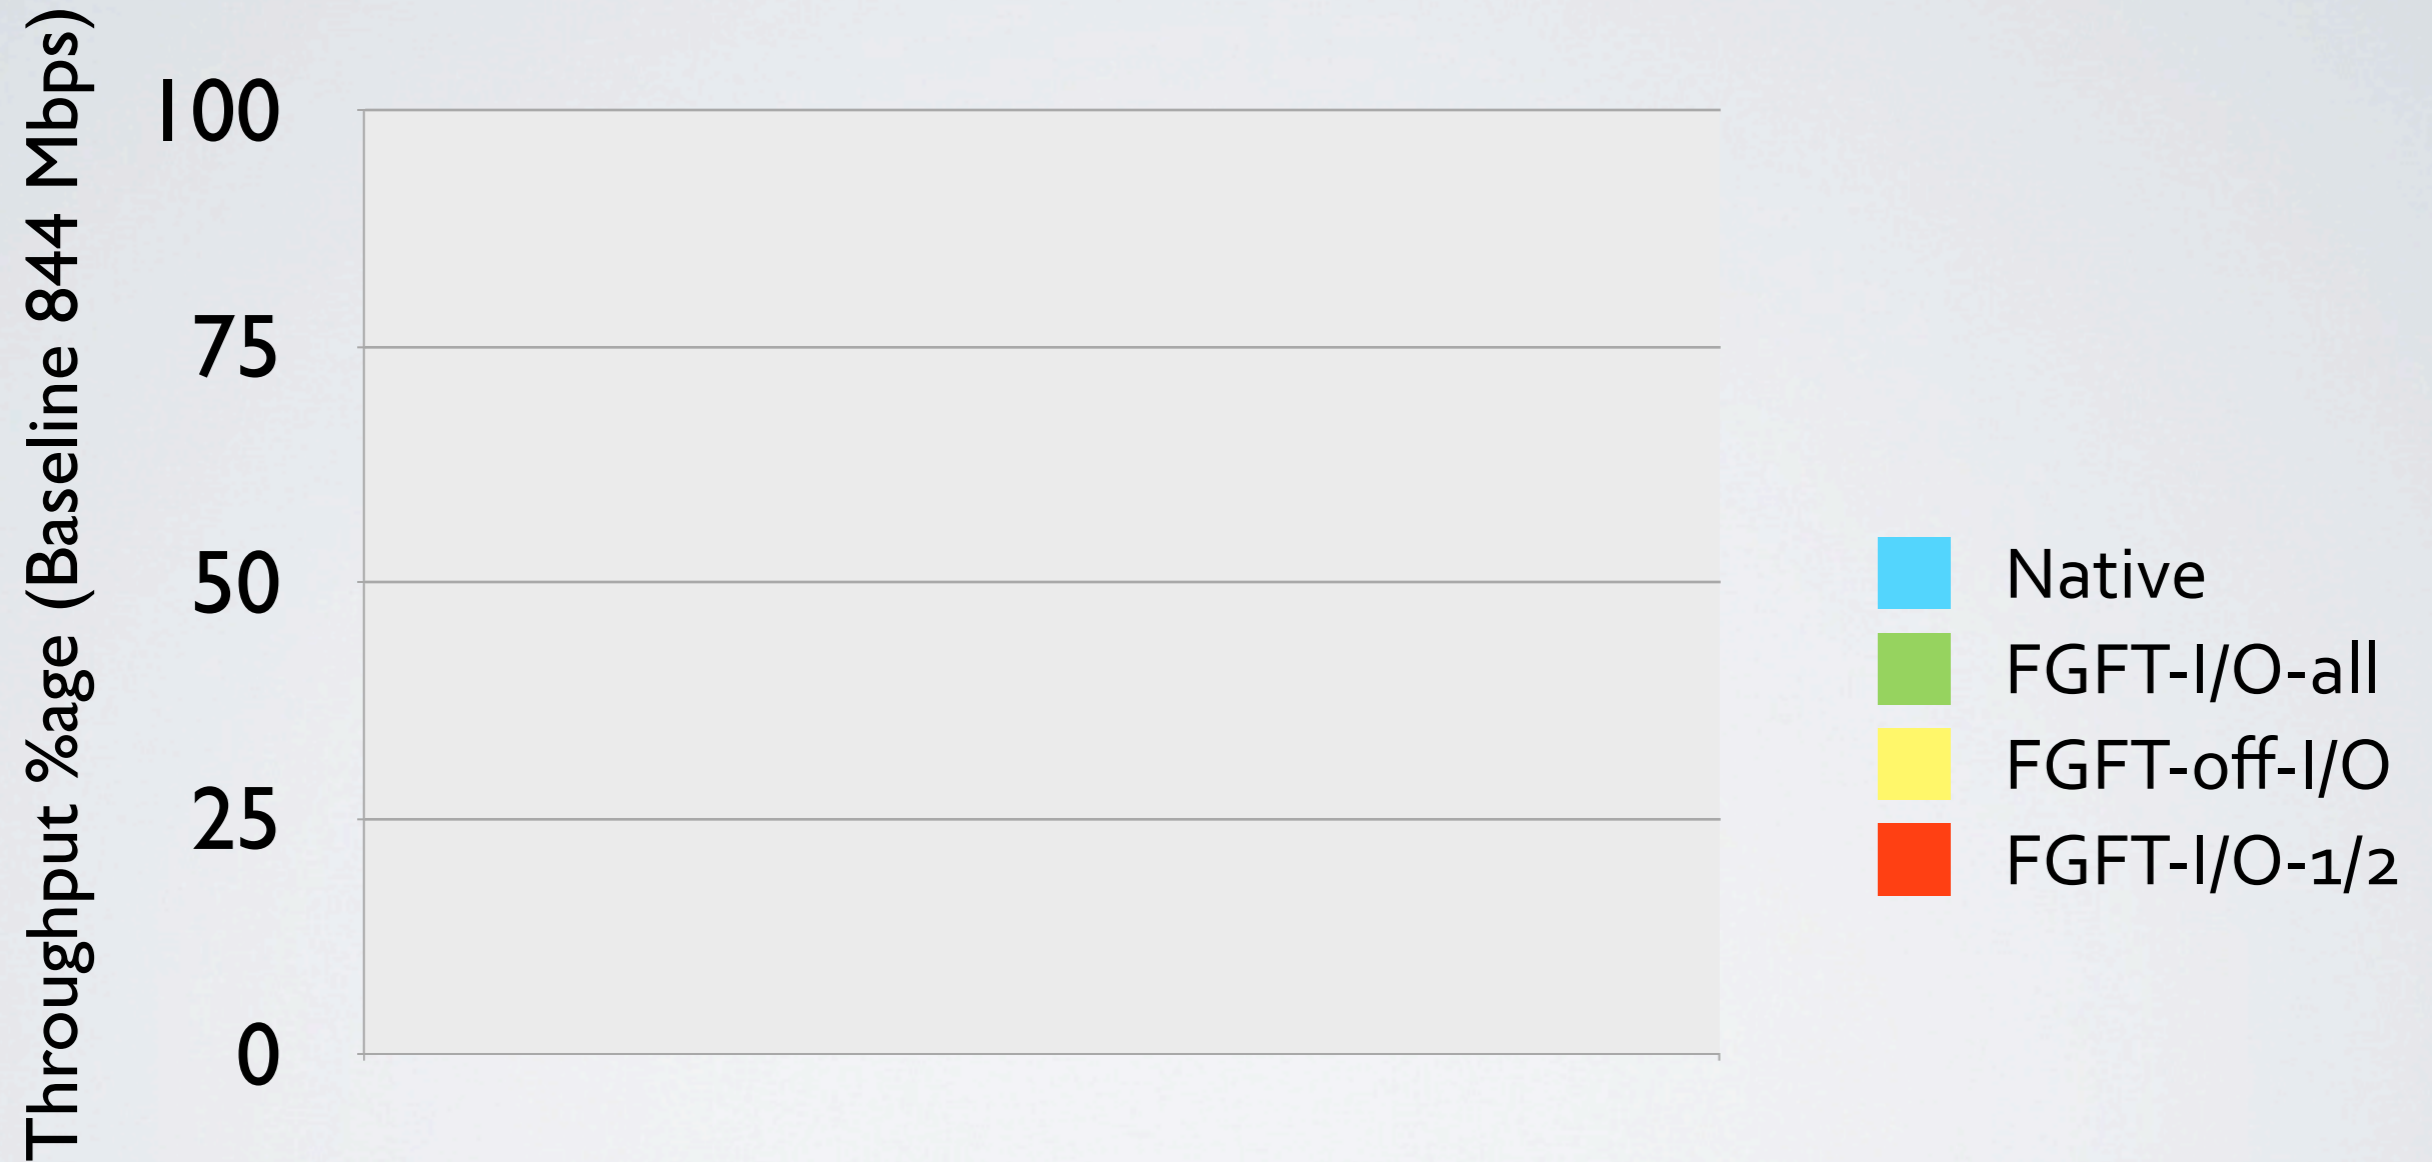 Throughput %age (Baseline 844 Mbps)
100
75
50
25
0
Native
FGFT-I/O-all
FGFT-off-I/O
FGFT-I/O-1/2